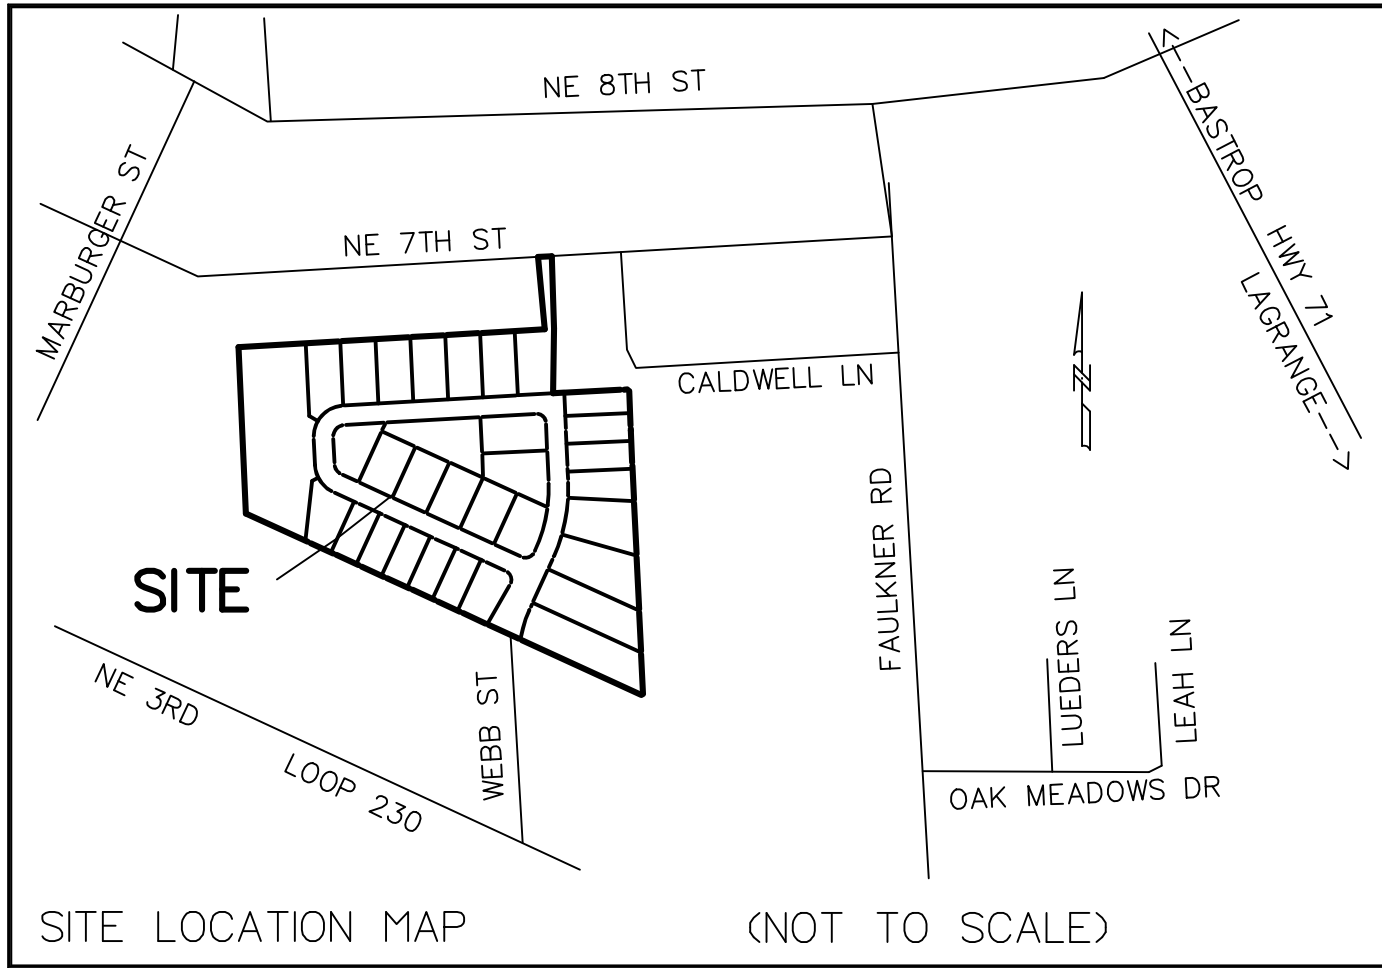 NE 8TH ST
<--BASTROP HWY 71
MARBURGER ST
NE 7TH ST
LAGRANGE-->
CALDWELL LN
N
FAULKNER RD
SITE
LUEDERS LN
LEAH LN
NE 3RD
WEBB ST
LOOP 230
OAK MEADOWS DR
SITE LOCATION MAP
(NOT TO SCALE)